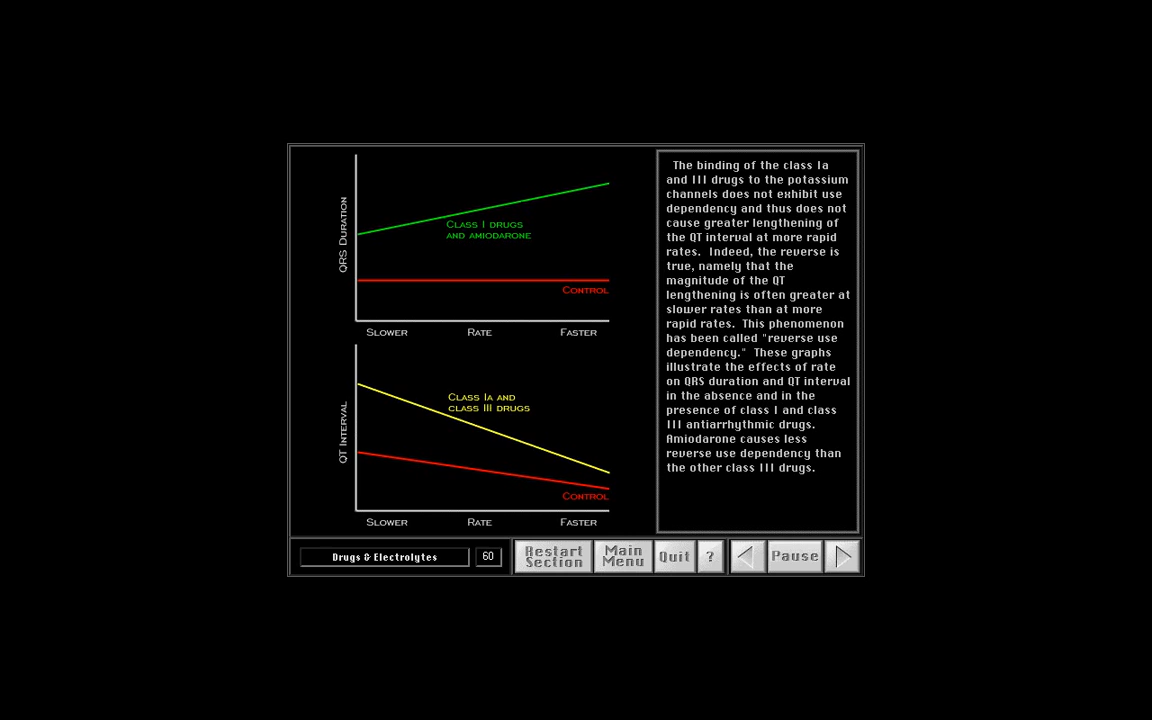 QRS Duration
Class I drugs
and amiodarone
Control
Slower Rate Faster
QT Interval
Class Ia and
class III drugs
Control
Slower Rate Faster
The binding of the class Ia
and III drugs to the potassium
channels does not exhibit use
dependency and thus does not
cause greater lengthening of
the QT interval at more rapid
rates. Indeed, the reverse is
true, namely that the
magnitude of the QT
lengthening is often greater at
slower rates than at more
rapid rates. This phenomenon
has been called "reverse use
dependency." These graphs
illustrate the effects of rate
on QRS duration and QT interval
in the absence and in the
presence of class I and class
III antiarrhythmic drugs.
Amiodarone causes less
reverse use dependency than
the other class III drugs.
Drugs & Electrolytes
60
Restart
Section
Main
Menu
Quit
?
Pause